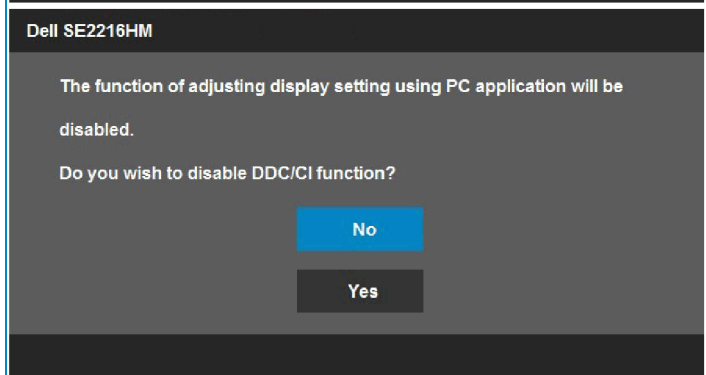 Dell SE2216HM
The function of adjusting display setting using PC application will be
disabled.
Do you wish to disable DDC/CI function?
No
Yes